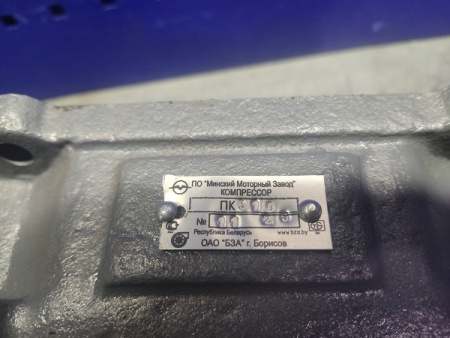 ПО "Минский Моторный Завод"
КОМПРЕССОР
ПК
№
Республика Беларусь www.bza.by
ОАО "БЗА" г. Борисов